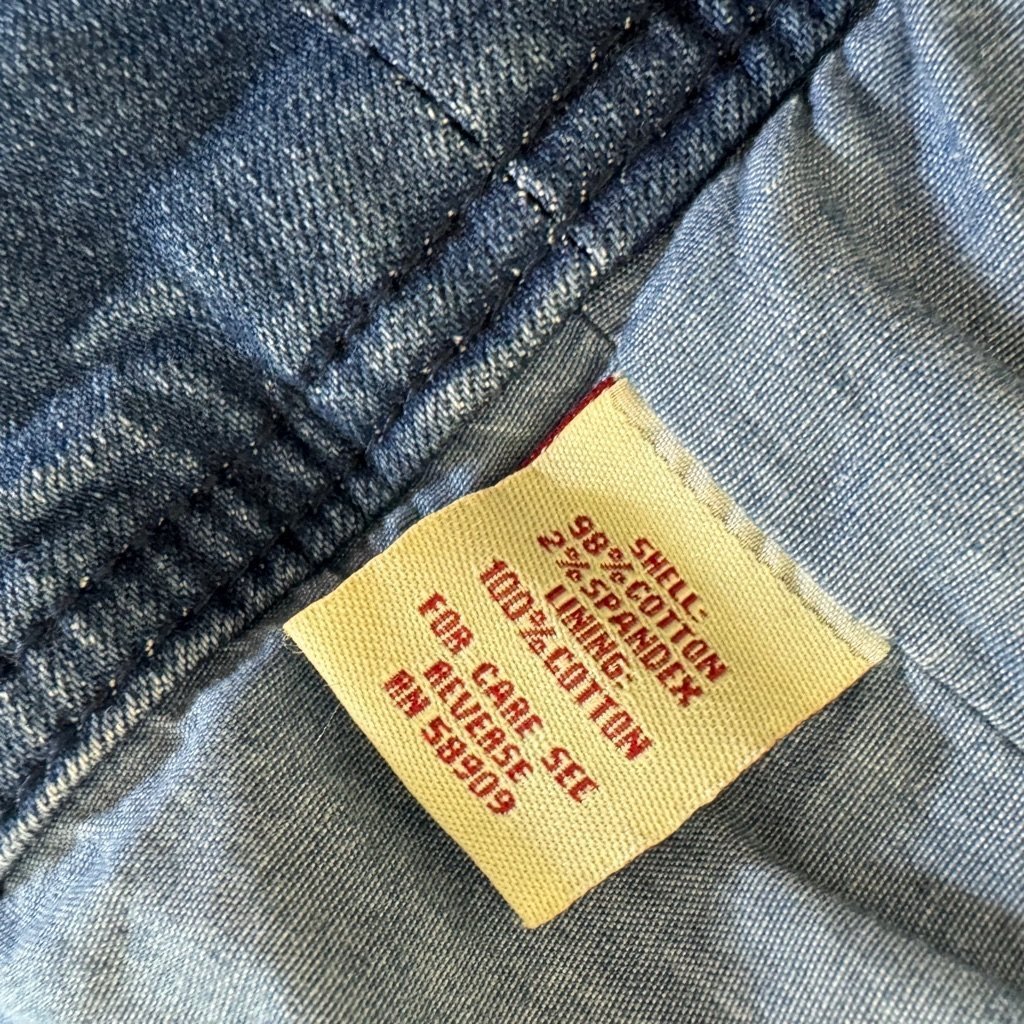 SHELL:
98% COTTON
2% SPANDEX
LINING:
100% COTTON
FOR CARE SEE
REVERSE
RN 58909